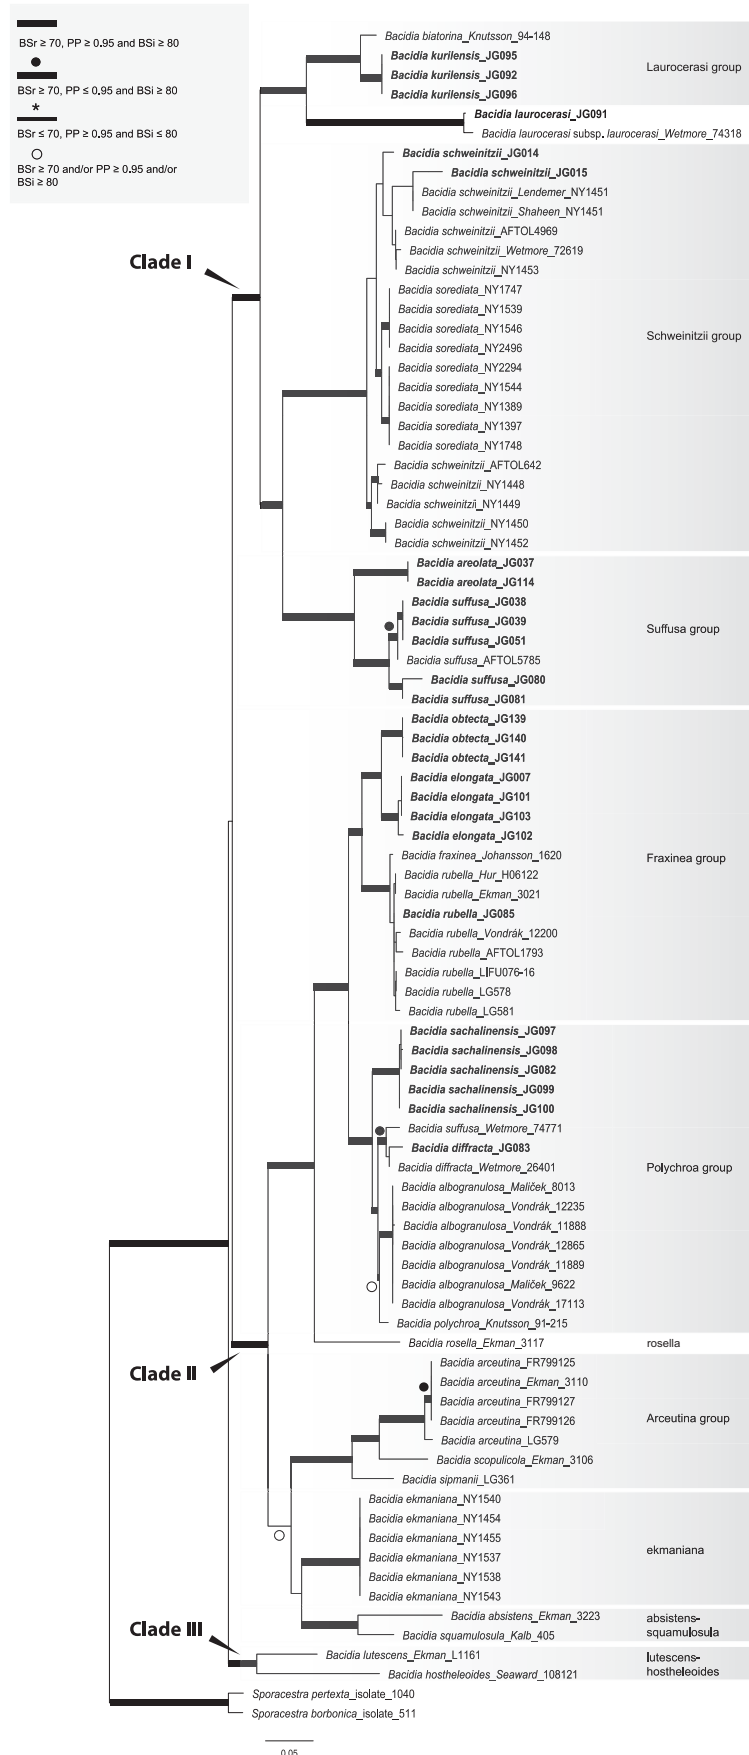 BSr ≥ 70, PP ≥ 0.95 and BSi ≥ 80
BSr ≥ 70, PP ≤ 0.95 and BSi ≥ 80
*
BSr ≤ 70, PP ≥ 0.95 and BSi ≤ 80
BSr ≥ 70 and/or PP ≥ 0.95 and/or
BSi ≥ 80
Bacidia biatorina_Knutsson_94-148
Bacidia kurilensis_JG095
Bacidia kurilensis_JG092
Laurocerasi group
Bacidia kurilensis_JG096
Bacidia laurocerasi_JG091
Bacidia laurocerasi subsp. laurocerasi_Wetmore_74318
Bacidia schweinitzii_JG014
Bacidia schweinitzii_JG015
Bacidia schweinitzii_Lendemer_NY1451
Bacidia schweinitzii_Shaheen_NY1451
Bacidia schweinitzii_AFTOL4969
Bacidia schweinitzii_Wetmore_72619
Clade I
Bacidia schweinitzii_NY1453
Bacidia sorediata_NY1747
Bacidia sorediata_NY1539
Bacidia sorediata_NY1546
Schweinitzii group
Bacidia sorediata_NY2496
Bacidia sorediata_NY2294
Bacidia sorediata_NY1544
Bacidia sorediata_NY1389
Bacidia sorediata_NY1397
Bacidia sorediata_NY1748
Bacidia schweinitzii_AFTOL642
Bacidia schweinitzii_NY1448
Bacidia schweinitzii_NY1449
Bacidia schweinitzii_NY1450
Bacidia schweinitzii_NY1452
Bacidia areolata_JG037
Bacidia areolata_JG114
Bacidia suffusa_JG038
Bacidia suffusa_JG039
Suffusa group
Bacidia suffusa_JG051
Bacidia suffusa_AFTOL5785
Bacidia suffusa_JG080
Bacidia suffusa_JG081
Bacidia obtecta_JG139
Bacidia obtecta_JG140
Bacidia obtecta_JG141
Bacidia elongata_JG007
Bacidia elongata_JG101
Bacidia elongata_JG103
Bacidia elongata_JG102
Bacidia fraxinea_Johansson_1620
Fraxinea group
Bacidia rubella_Hur_H06122
Bacidia rubella_Ekman_3021
Bacidia rubella_JG085
Bacidia rubella_Vondrák_12200
Bacidia rubella_AFTOL1793
Bacidia rubella_LIFU076-16
Bacidia rubella_LG578
Bacidia rubella_LG581
Bacidia sachalinensis_JG097
Bacidia sachalinensis_JG098
Bacidia sachalinensis_JG082
Bacidia sachalinensis_JG099
Bacidia sachalinensis_JG100
Bacidia suffusa_Wetmore_74771
Bacidia diffracta_JG083
Bacidia diffracta_Wetmore_26401
Polychroa group
Bacidia albogranulosa_Maliček_8013
Bacidia albogranulosa_Vondrák_12235
Bacidia albogranulosa_Vondrák_11888
Bacidia albogranulosa_Vondrák_12865
Bacidia albogranulosa_Vondrák_11889
Bacidia albogranulosa_Maliček_9622
Bacidia albogranulosa_Vondrák_17113
Bacidia polychroa_Knutsson_91-215
Bacidia rosella_Ekman_3117
rosella
Bacidia arceutina_FR799125
Clade II
Bacidia arceutina_Ekman_3110
Bacidia arceutina_FR799127
Bacidia arceutina_FR799126
Arceutina group
Bacidia arceutina_LG579
Bacidia scopulicola_Ekman_3106
Bacidia sipmanii_LG361
Bacidia ekmaniana_NY1540
Bacidia ekmaniana_NY1454
Bacidia ekmaniana_NY1455
ekmaniana
Bacidia ekmaniana_NY1537
Bacidia ekmaniana_NY1538
Bacidia ekmaniana_NY1543
Bacidia absistens_Ekman_3223
absistens-
squamulosula
Clade III
Bacidia squamulosula_Kalb_405
Bacidia lutescens_Ekman_L1161
lutescens-
hostheleoides
Bacidia hostheleoides_Seaward_108121
Sporacestra pertexta_isolate_1040
Sporacestra borbonica_isolate_511
0.05